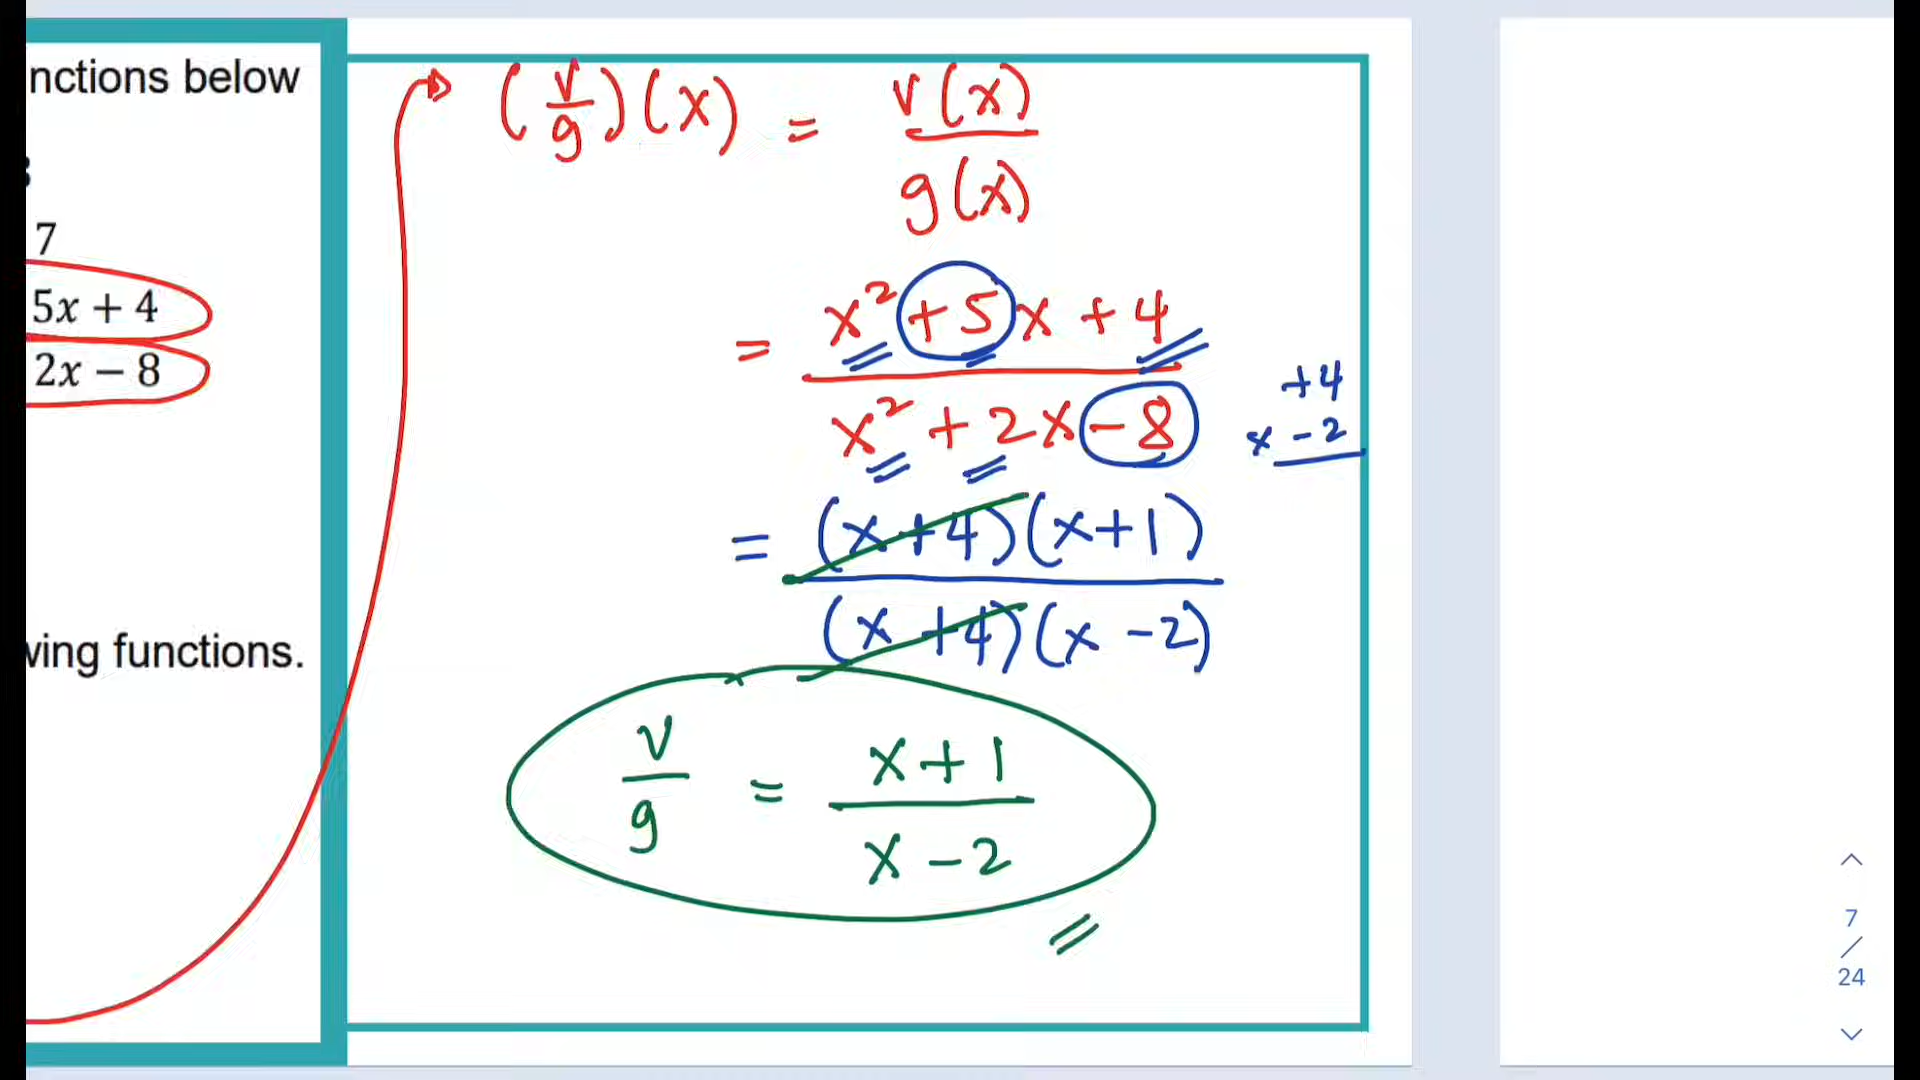 nctions below
7
5x + 4
2x − 8
wing functions.
(v/g)(x) = v(x)/g(x)
= x² + 5x + 4
x² + 2x − 8
+4
x −2
= (x+4)(x+1)
(x+4)(x−2)
v/g = x+1
x−2
7
/
24